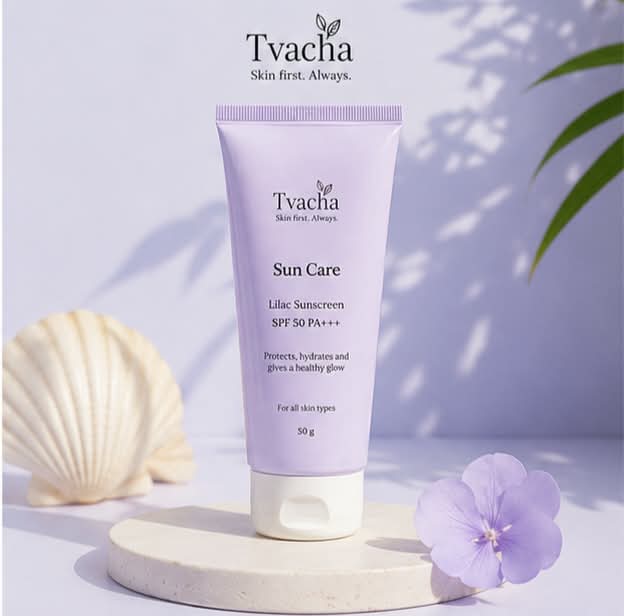 Tvacha
Skin first. Always.
Tvacha
Skin first. Always.
Sun Care
Lilac Sunscreen
SPF 50 PA+++
Protects, hydrates and
gives a healthy glow
For all skin types
50 g